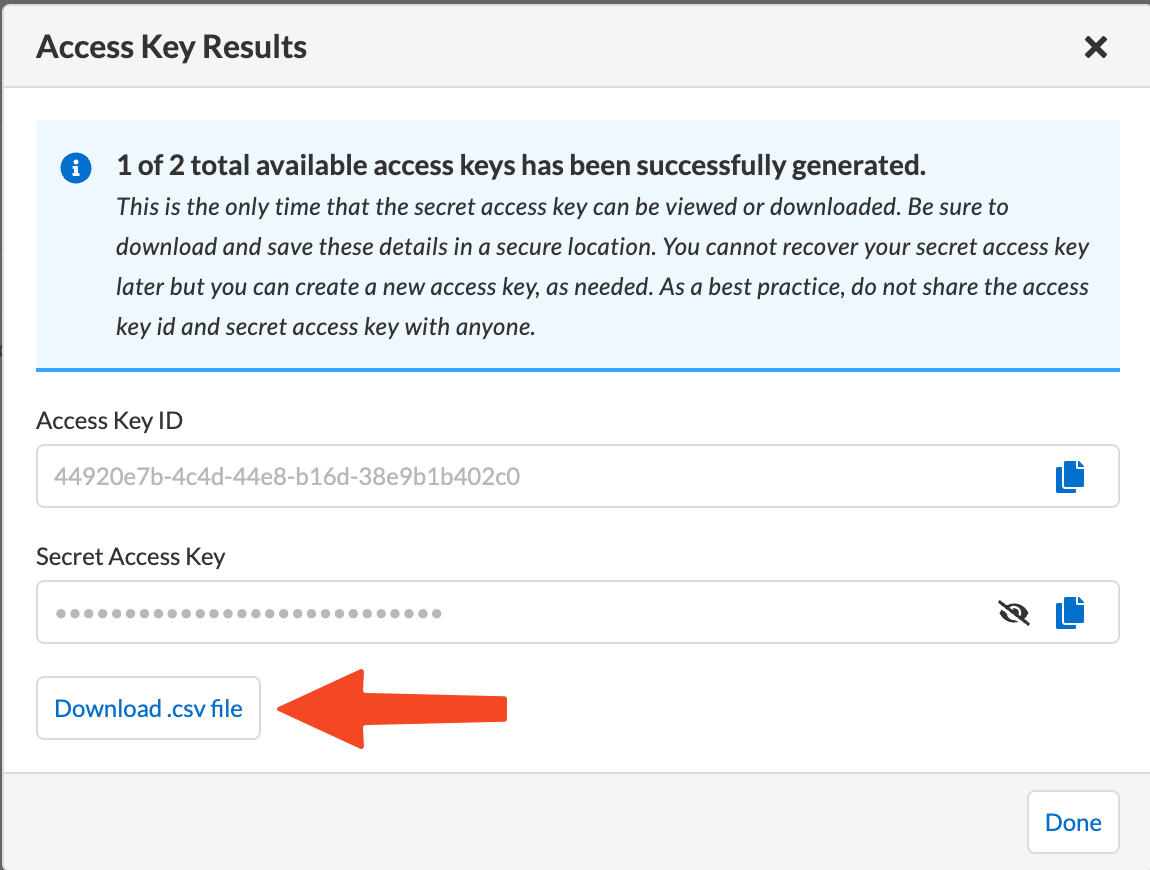 Access Key Results
1 of 2 total available access keys has been successfully generated.
This is the only time that the secret access key can be viewed or downloaded. Be sure to
download and save these details in a secure location. You cannot recover your secret access key
later but you can create a new access key, as needed. As a best practice, do not share the access
key id and secret access key with anyone.
Access Key ID
44920e7b-4c4d-44e8-b16d-38e9b1b402c0
Secret Access Key
••••••••••••••••••••••••••••
Download .csv file
Done